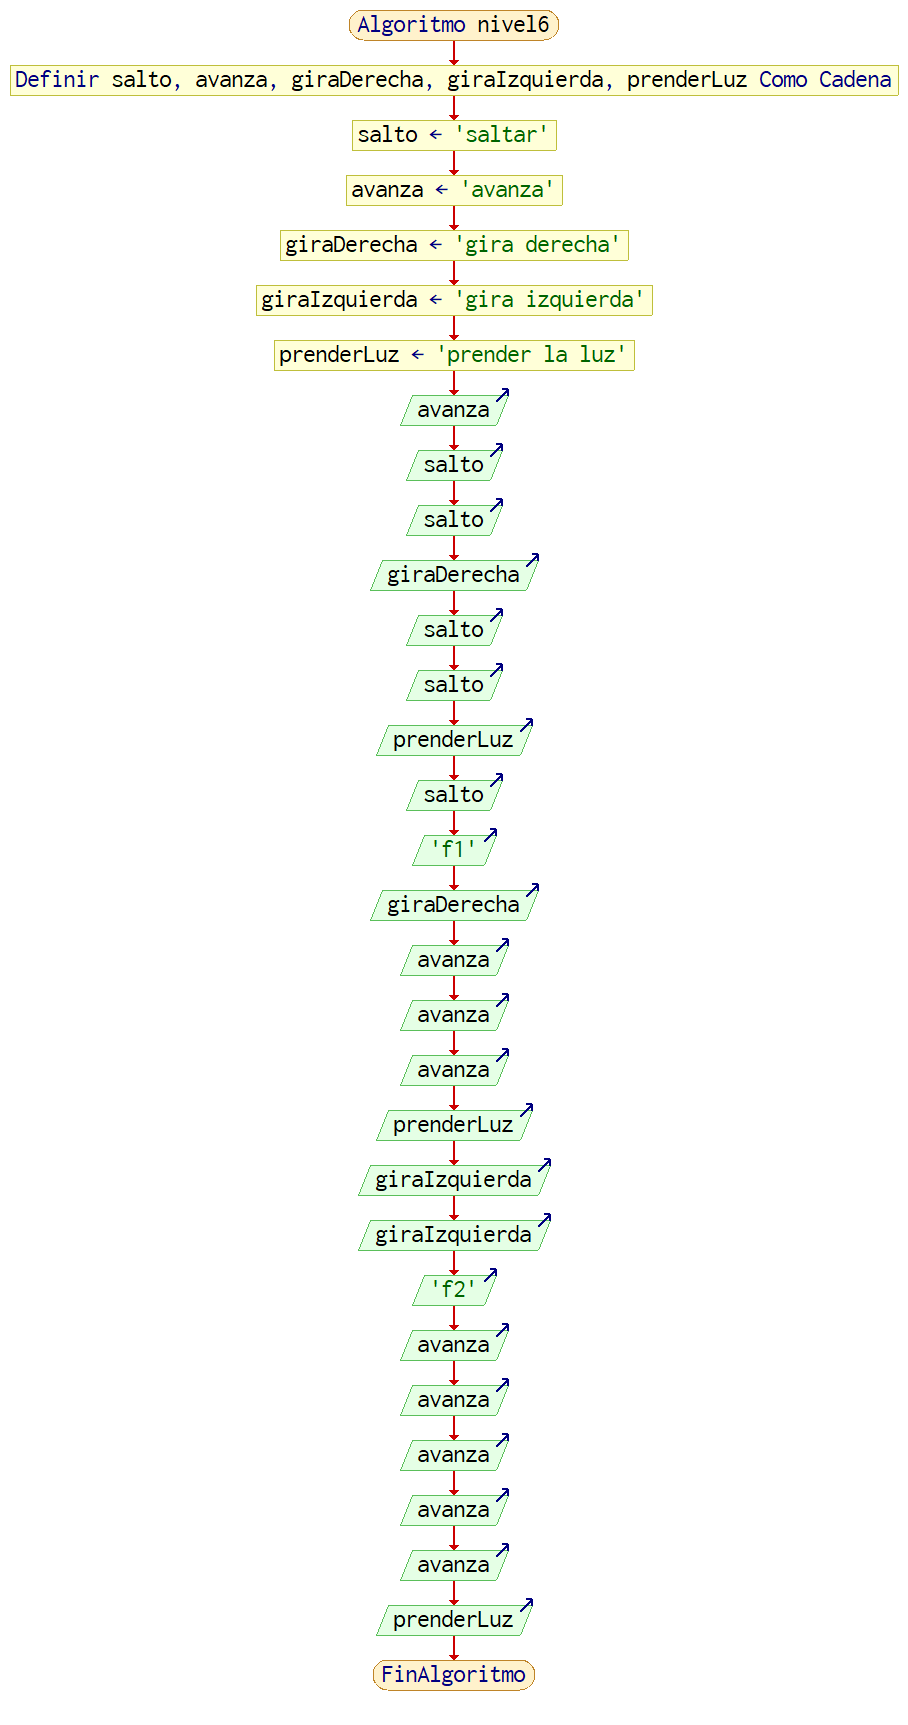 Algoritmo nivel6
Definir salto, avanza, giraDerecha, giraIzquierda, prenderLuz Como Cadena
salto ← 'saltar'
avanza ← 'avanza'
giraDerecha ← 'gira derecha'
giraIzquierda ← 'gira izquierda'
prenderLuz ← 'prender la luz'
avanza
salto
salto
giraDerecha
salto
salto
prenderLuz
salto
'f1'
giraDerecha
avanza
avanza
avanza
prenderLuz
giraIzquierda
giraIzquierda
'f2'
avanza
avanza
avanza
avanza
avanza
prenderLuz
FinAlgoritmo